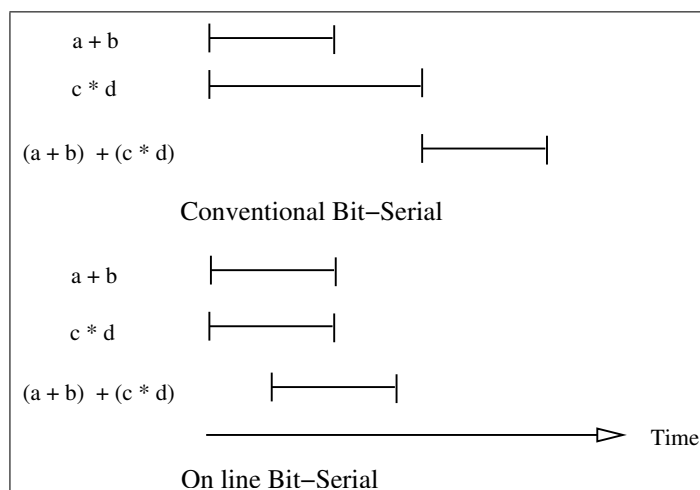 a + b
c * d
(a + b) + (c * d)
Conventional Bit−Serial
a + b
c * d
(a + b) + (c * d)
Time
On line Bit−Serial